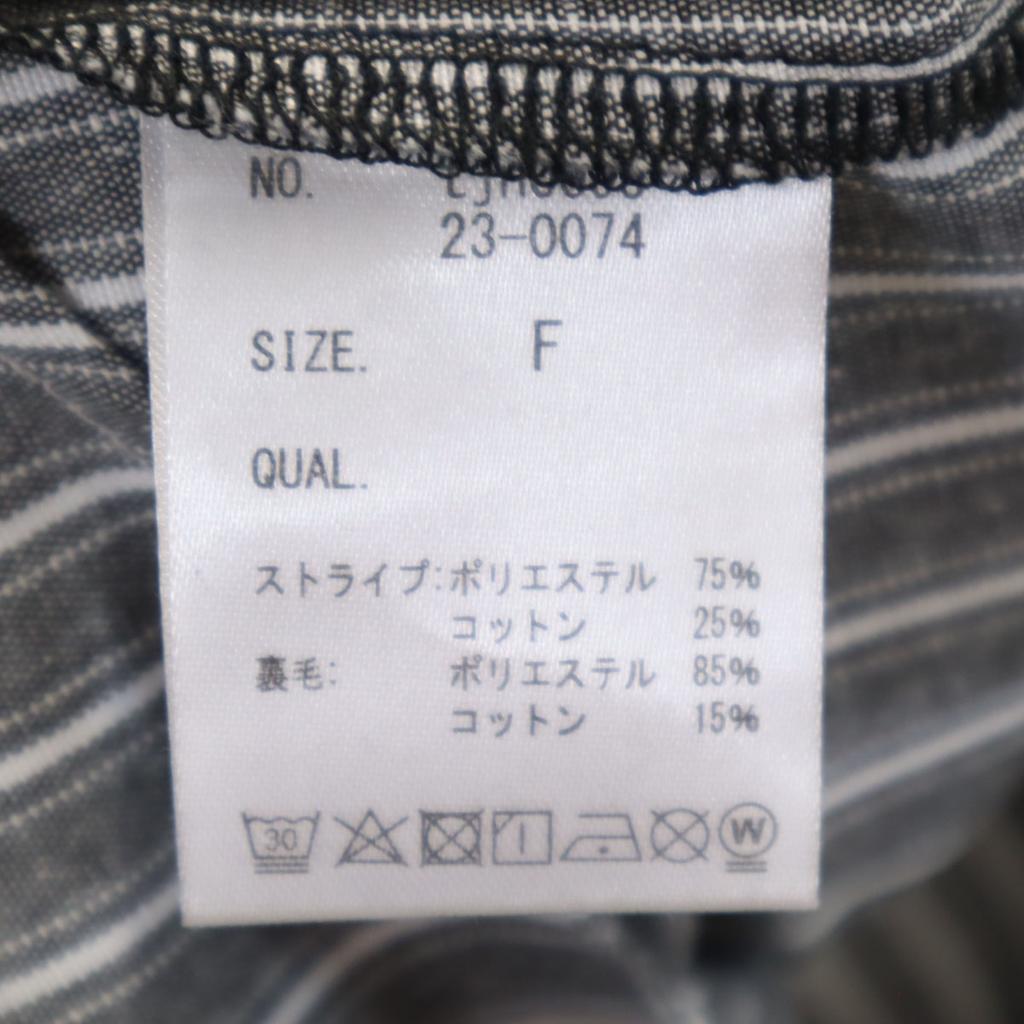 NO.
23-0074
SIZE. F
QUAL.
ストライプ:ポリエステル 75%
コットン 25%
裏毛: ポリエステル 85%
コットン 15%
30 W